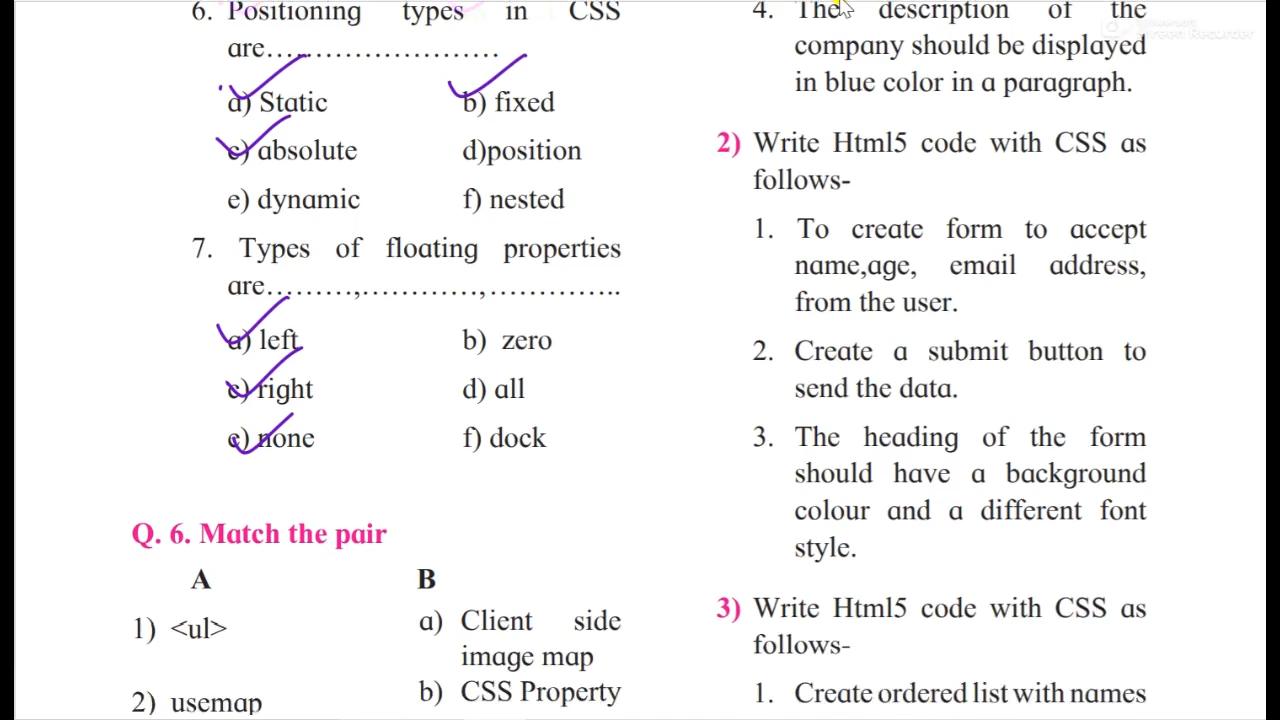 6. Positioning types in CSS
are……………………
a) Static b) fixed
c) absolute d)position
e) dynamic f) nested
7. Types of floating properties
are………,…………,…………..
a) left b) zero
c) right d) all
e) none f) dock
Q. 6. Match the pair
A B
1) <ul> a) Client side
image map
2) usemap b) CSS Property
4. The description of the
company should be displayed
in blue color in a paragraph.
2) Write Html5 code with CSS as
follows-
1. To create form to accept
name,age, email address,
from the user.
2. Create a submit button to
send the data.
3. The heading of the form
should have a background
colour and a different font
style.
3) Write Html5 code with CSS as
follows-
1. Create ordered list with names
Screen Recorder